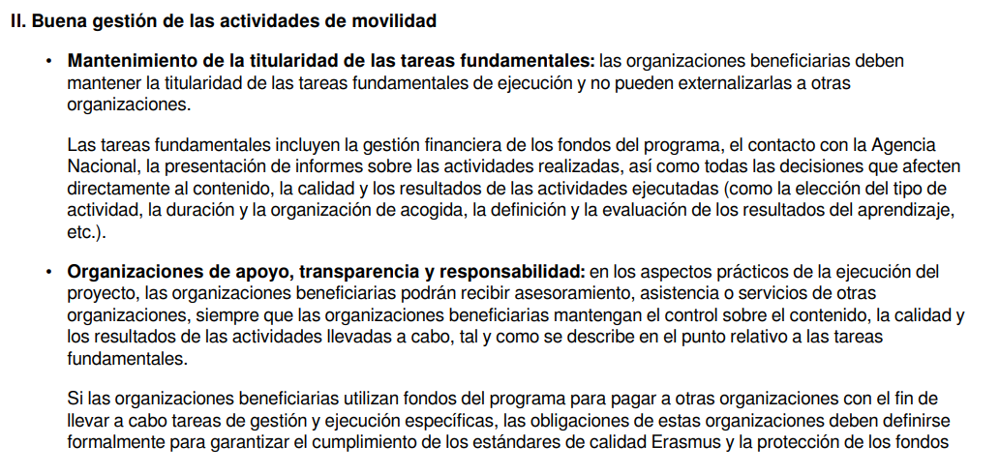 II. Buena gestión de las actividades de movilidad
• Mantenimiento de la titularidad de las tareas fundamentales: las organizaciones beneficiarias deben
mantener la titularidad de las tareas fundamentales de ejecución y no pueden externalizarlas a otras
organizaciones.
Las tareas fundamentales incluyen la gestión financiera de los fondos del programa, el contacto con la Agencia
Nacional, la presentación de informes sobre las actividades realizadas, así como todas las decisiones que afecten
directamente al contenido, la calidad y los resultados de las actividades ejecutadas (como la elección del tipo de
actividad, la duración y la organización de acogida, la definición y la evaluación de los resultados del aprendizaje,
etc.).
• Organizaciones de apoyo, transparencia y responsabilidad: en los aspectos prácticos de la ejecución del
proyecto, las organizaciones beneficiarias podrán recibir asesoramiento, asistencia o servicios de otras
organizaciones, siempre que las organizaciones beneficiarias mantengan el control sobre el contenido, la calidad y
los resultados de las actividades llevadas a cabo, tal y como se describe en el punto relativo a las tareas
fundamentales.
Si las organizaciones beneficiarias utilizan fondos del programa para pagar a otras organizaciones con el fin de
llevar a cabo tareas de gestión y ejecución específicas, las obligaciones de estas organizaciones deben definirse
formalmente para garantizar el cumplimiento de los estándares de calidad Erasmus y la protección de los fondos